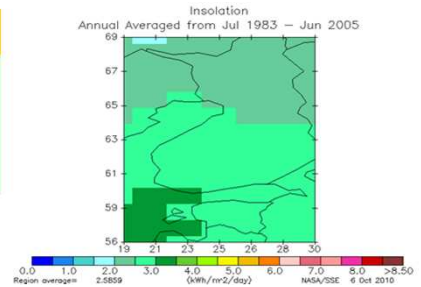 Insolation
Annual Averaged from Jul 1983 - Jun 2005
69
67
65
63
61
59
56
19 21 23 25 26 28 30
0.0 1.0 2.0 3.0 4.0 5.0 6.0 7.0 8.0 >8.50
Region average= 2.5859 (kWh/m^2/day) NASA/SSE 6 Oct 2010